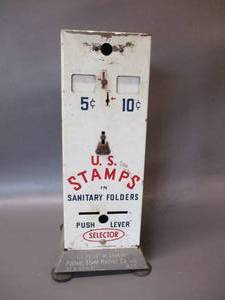 5¢ 10¢
U.S.
STAMPS
IN
SANITARY FOLDERS
PUSH LEVER
SELECTOR